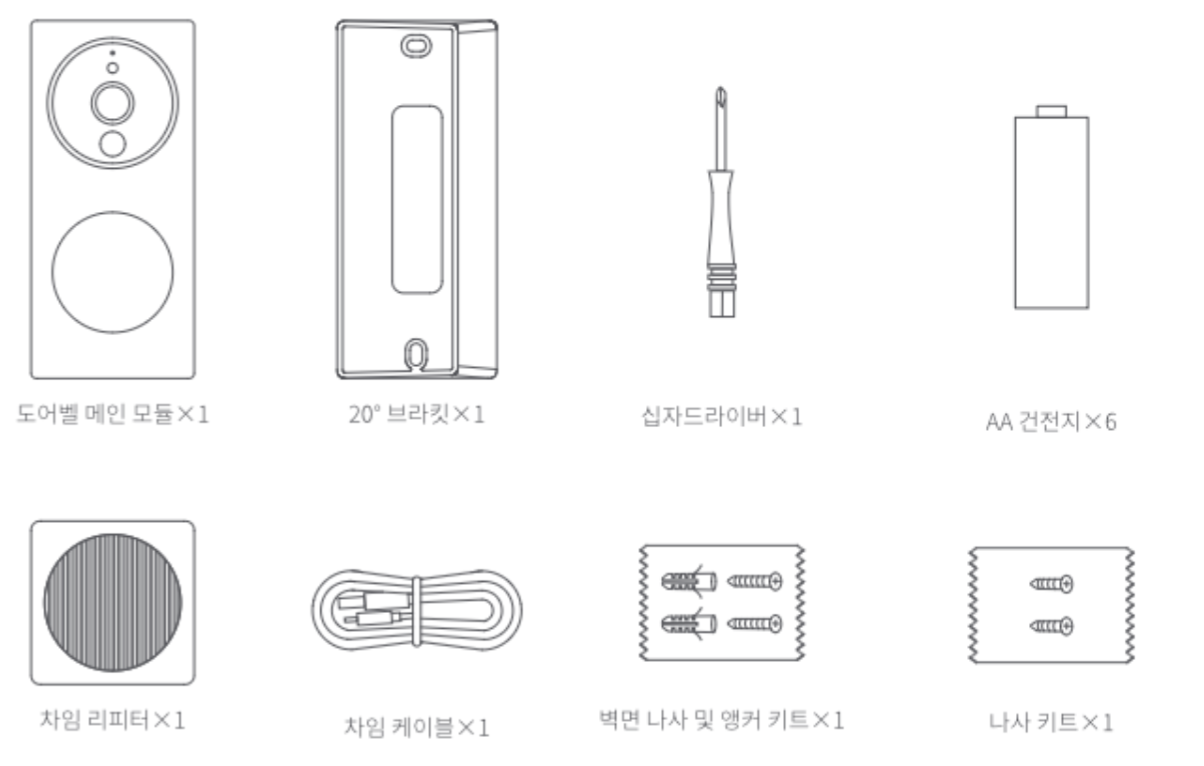 도어벨 메인 모듈×1
20° 브라킷×1
십자드라이버×1
AA 건전지×6
차임 리피터×1
차임 케이블×1
벽면 나사 및 앵커 키트×1
나사 키트×1